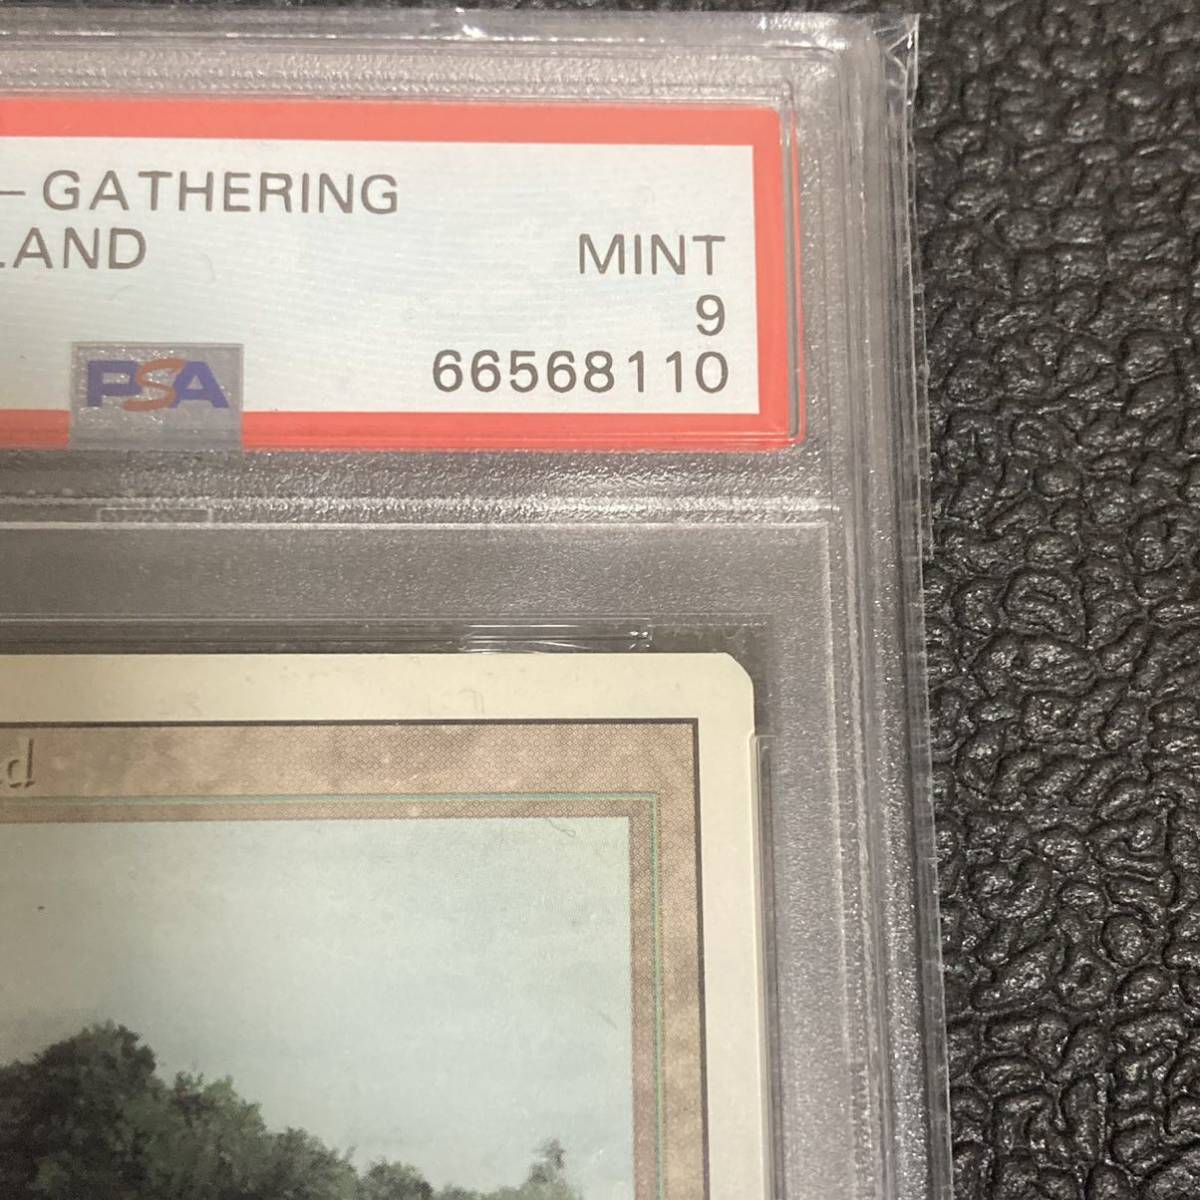 —GATHERING
LAND
MINT
9
PSA
66568110
d